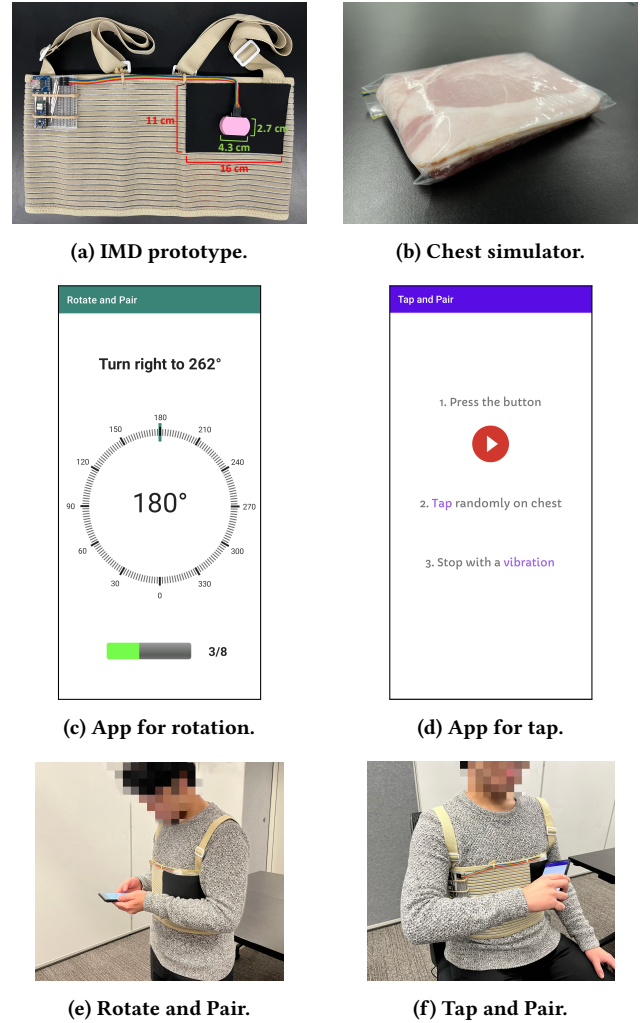 11 cm
2.7 cm
4.3 cm
16 cm
(a) IMD prototype.
(b) Chest simulator.
Rotate and Pair
Turn right to 262°
180
150
210
120
240
180°
90
270
60
300
30
330
0
3/8
(c) App for rotation.
Tap and Pair
1. Press the button
2. Tap randomly on chest
3. Stop with a vibration
(d) App for tap.
(e) Rotate and Pair.
(f) Tap and Pair.